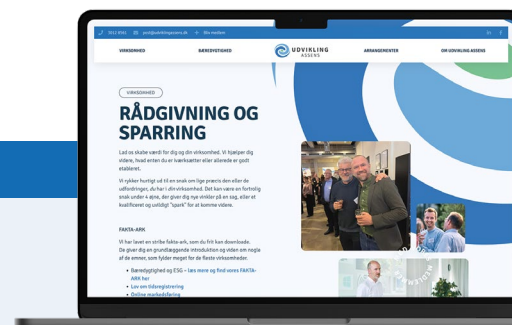 VIRKSOMHED
BÆREDYGTIGHED
UDVIKLING
ASSENS
ARRANGEMENTER
OM UDVIKLING ASSENS
VIRKSOMHED
RÅDGIVNING OG
SPARRING
Lad os skabe værdi for dig og din virksomhed. Vi hjælper dig
videre, hvad enten du er iværksætter eller allerede er godt
etableret.
Vi rykker hurtigt ud til en snak om lige præcis den eller de
udfordringer, du har i din virksomhed. Det kan være en fortrolig
snak under 4 øjne, der giver dig nye vinkler på en sag, eller et
kvalificeret og uvildigt "spark" for at komme videre.
FAKTA-ARK
Vi har lavet en stribe fakta-ark, som du frit kan downloade.
De giver dig en grundlæggende introduktion og viden om nogle
af de emner, som fylder meget for de fleste virksomheder.
• Bæredygtighed og ESG – læs mere og find vores FAKTA-
ARK her
• Lov om tidsregistrering
• Online markedsføring